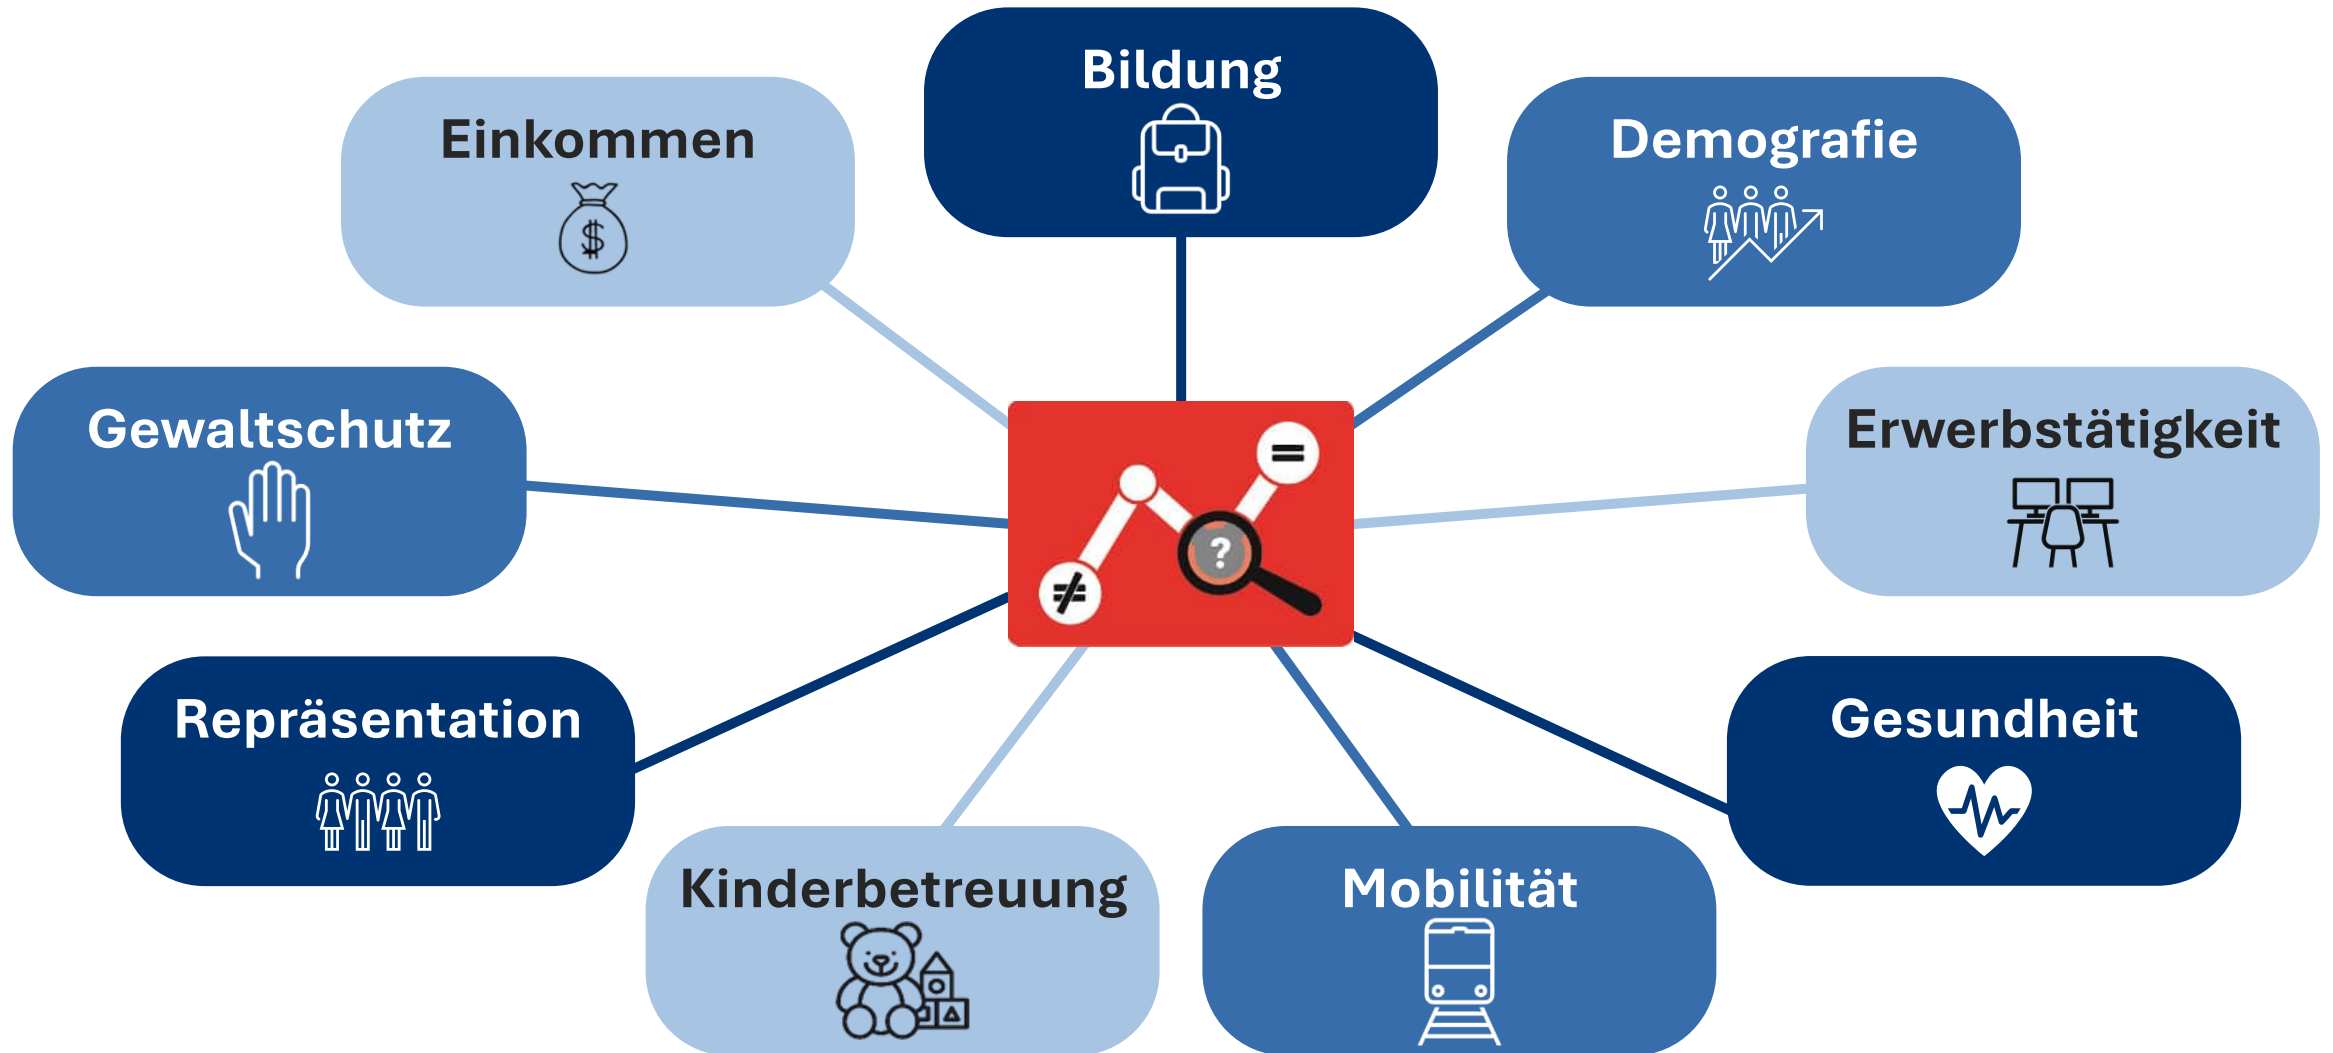 Bildung
Einkommen
$
Demografie
Gewaltschutz
Erwerbstätigkeit
=
?
≠
Repräsentation
Gesundheit
Kinderbetreuung
Mobilität